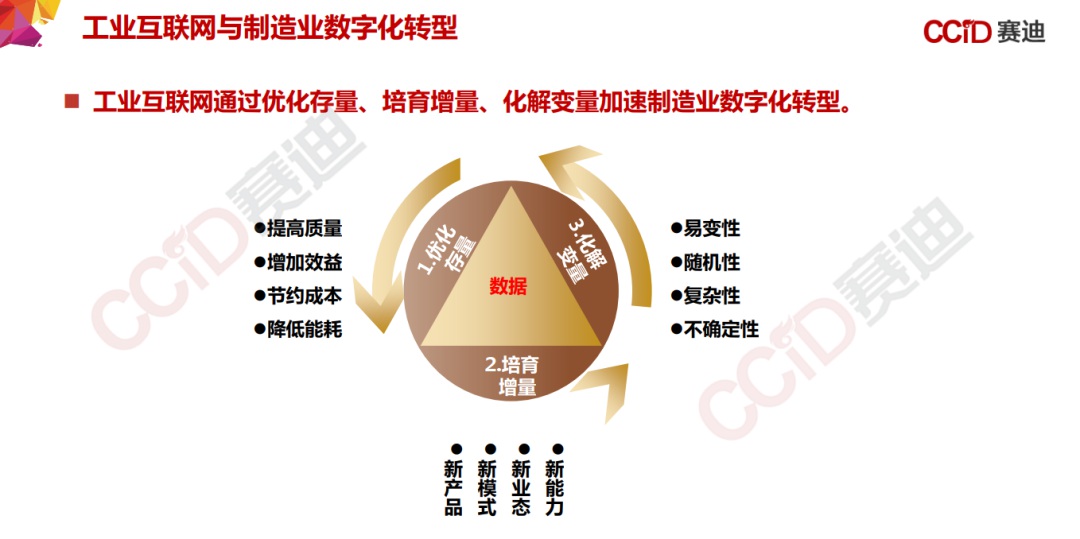 工业互联网与制造业数字化转型
CCID 赛迪
■ 工业互联网通过优化存量、培育增量、化解变量加速制造业数字化转型。
●提高质量
●增加效益
●节约成本
●降低能耗
1.优化
存量
数据
3.化解
变量
2.培育
增量
●易变性
●随机性
●复杂性
●不确定性
●新产品
●新模式
●新业态
●新能力
CCID赛迪
CCID赛迪